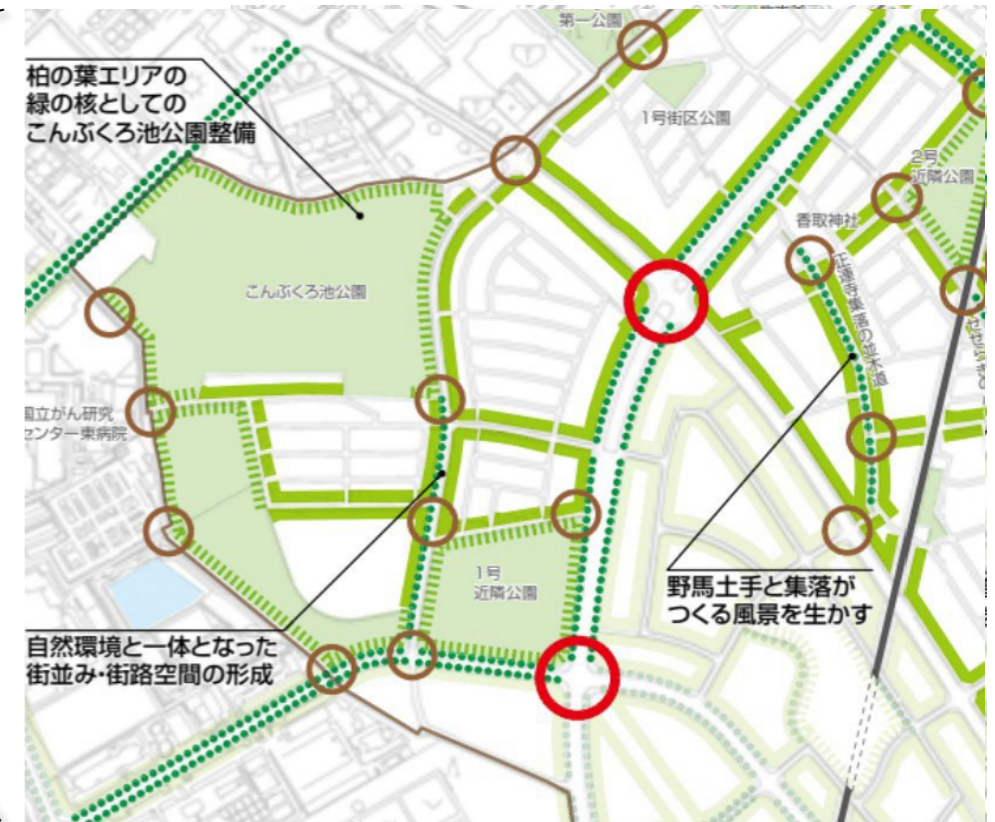 第一公園
柏の葉エリアの
緑の核としての
こんぶくろ池公園整備
1号街区公園
2号
近隣公園
香取神社
正連寺集落の並木道
こんぶくろ池公園
国立がん研究
センター東病院
1号
近隣公園
野馬土手と集落が
つくる風景を生かす
自然環境と一体となった
街並み・街路空間の形成